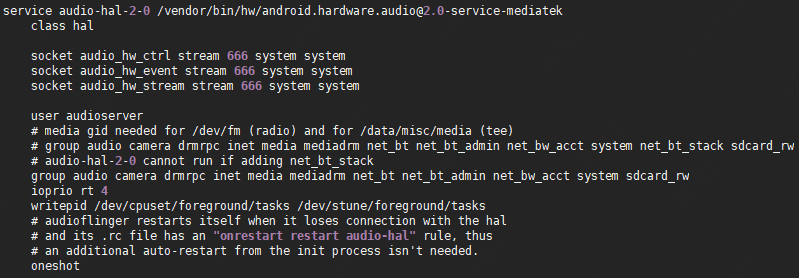 service audio-hal-2-0 /vendor/bin/hw/android.hardware.audio@2.0-service-mediatek
class hal
socket audio_hw_ctrl stream 666 system system
socket audio_hw_event stream 666 system system
socket audio_hw_stream stream 666 system system
user audioserver
# media gid needed for /dev/fm (radio) and for /data/misc/media (tee)
# group audio camera drmrpc inet media mediadrm net_bt net_bt_admin net_bw_acct system net_bt_stack sdcard_rw
# audio-hal-2-0 cannot run if adding net_bt_stack
group audio camera drmrpc inet media mediadrm net_bt net_bt_admin net_bw_acct system sdcard_rw
ioprio rt 4
writepid /dev/cpuset/foreground/tasks /dev/stune/foreground/tasks
# audioflinger restarts itself when it loses connection with the hal
# and its .rc file has an "onrestart restart audio-hal" rule, thus
# an additional auto-restart from the init process isn't needed.
oneshot